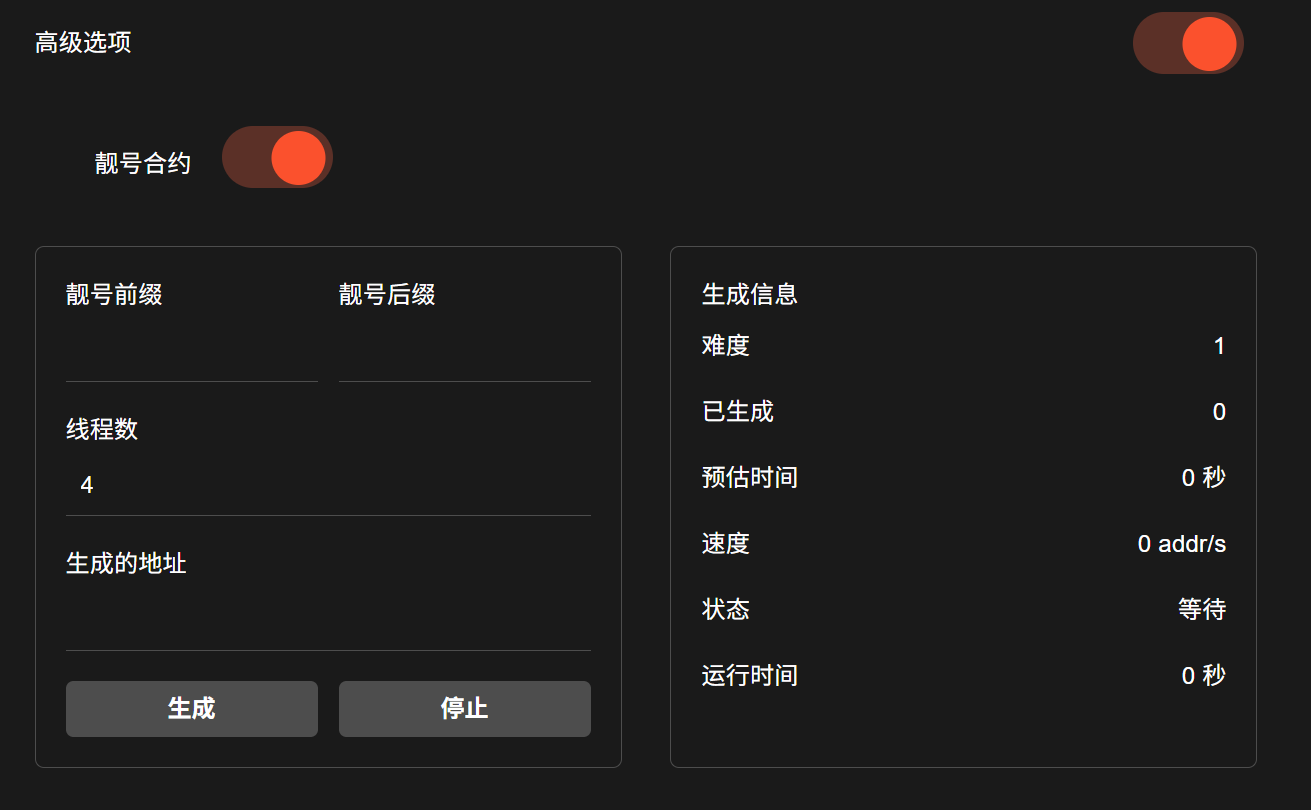 高级选项
靓号合约
靓号前缀
靓号后缀
线程数
4
生成的地址
生成
停止
生成信息
难度 1
已生成 0
预估时间 0 秒
速度 0 addr/s
状态 等待
运行时间 0 秒